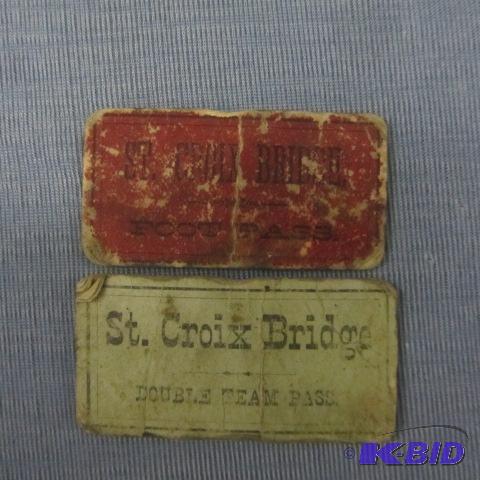 ST. CROIX BRIDGE
FOOT PASS.
St. Croix Bridge
DOUBLE TEAM PASS.
© K-BID